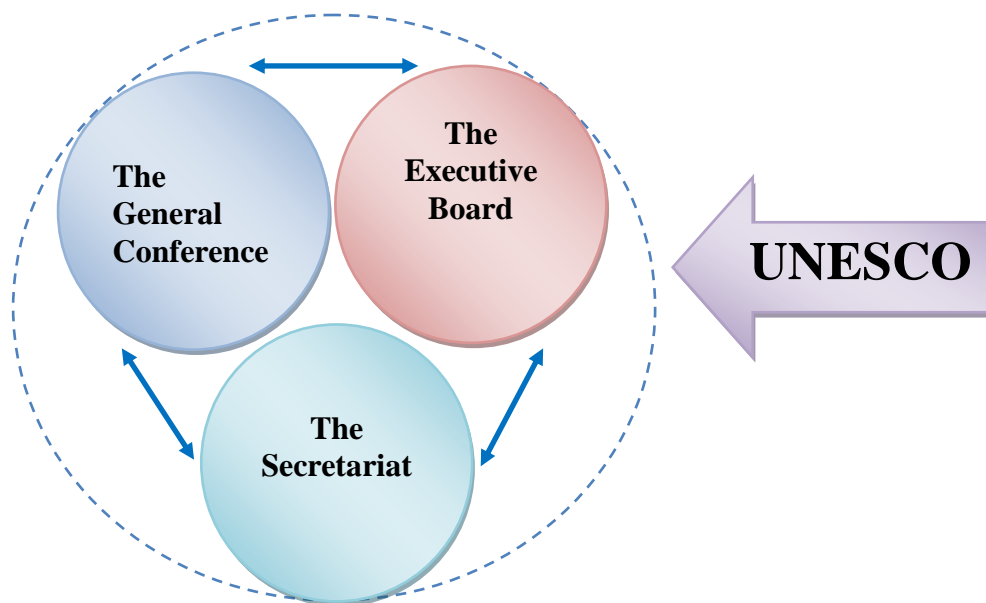 The
General
Conference
The
Executive
Board
The
Secretariat
UNESCO